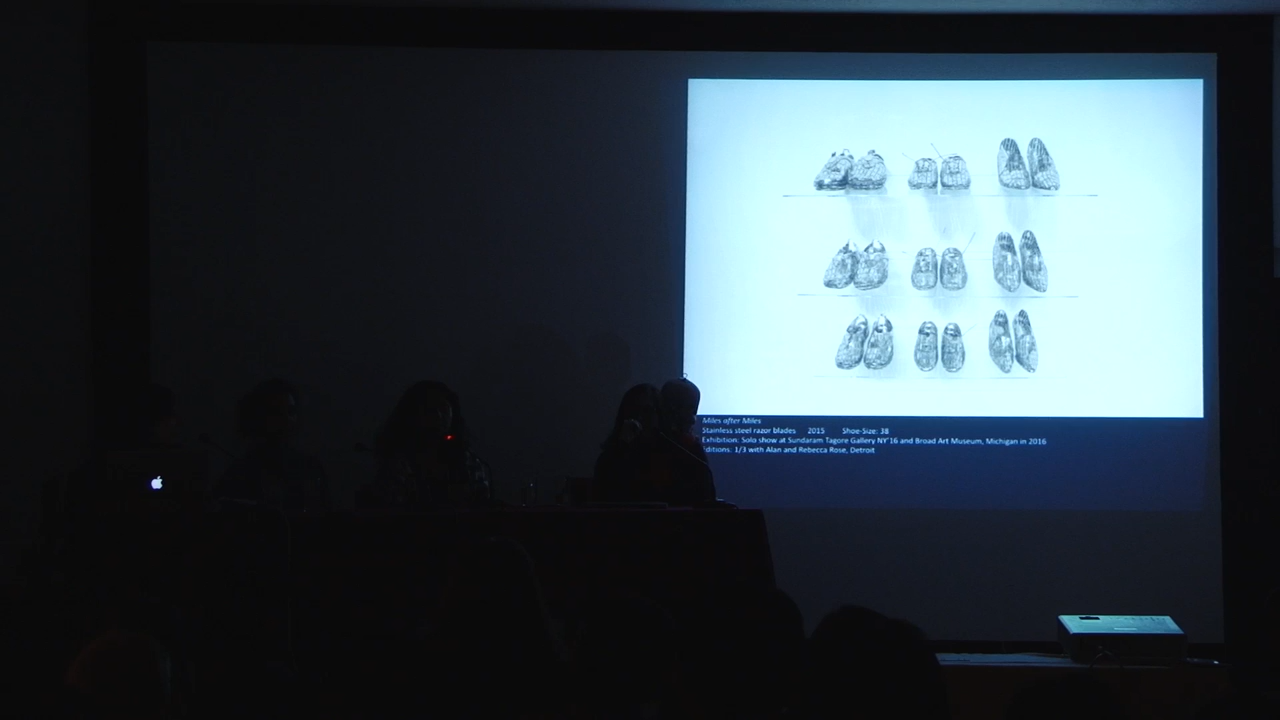 Miles after Miles
Stainless steel razor blades 2015 Shoe-Size: 38
Exhibition: Solo show at Sundaram Tagore Gallery NY'16 and Broad Art Museum, Michigan in 2016
Editions: 1/3 with Alan and Rebecca Rose, Detroit